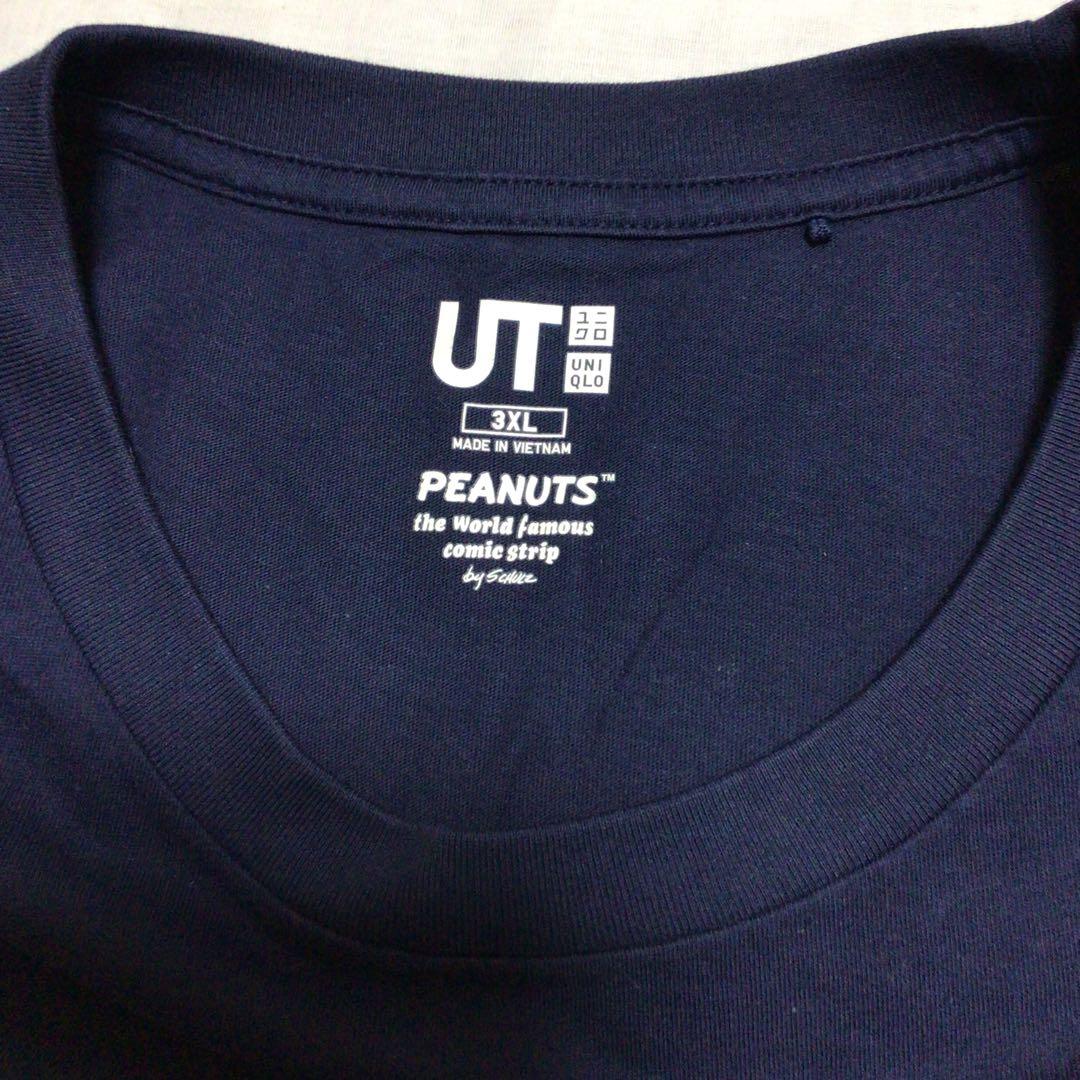 UT
ユニ
クロ
UNI
QLO
3XL
MADE IN VIETNAM
PEANUTS™
the World famous
comic strip
by SCHULZ